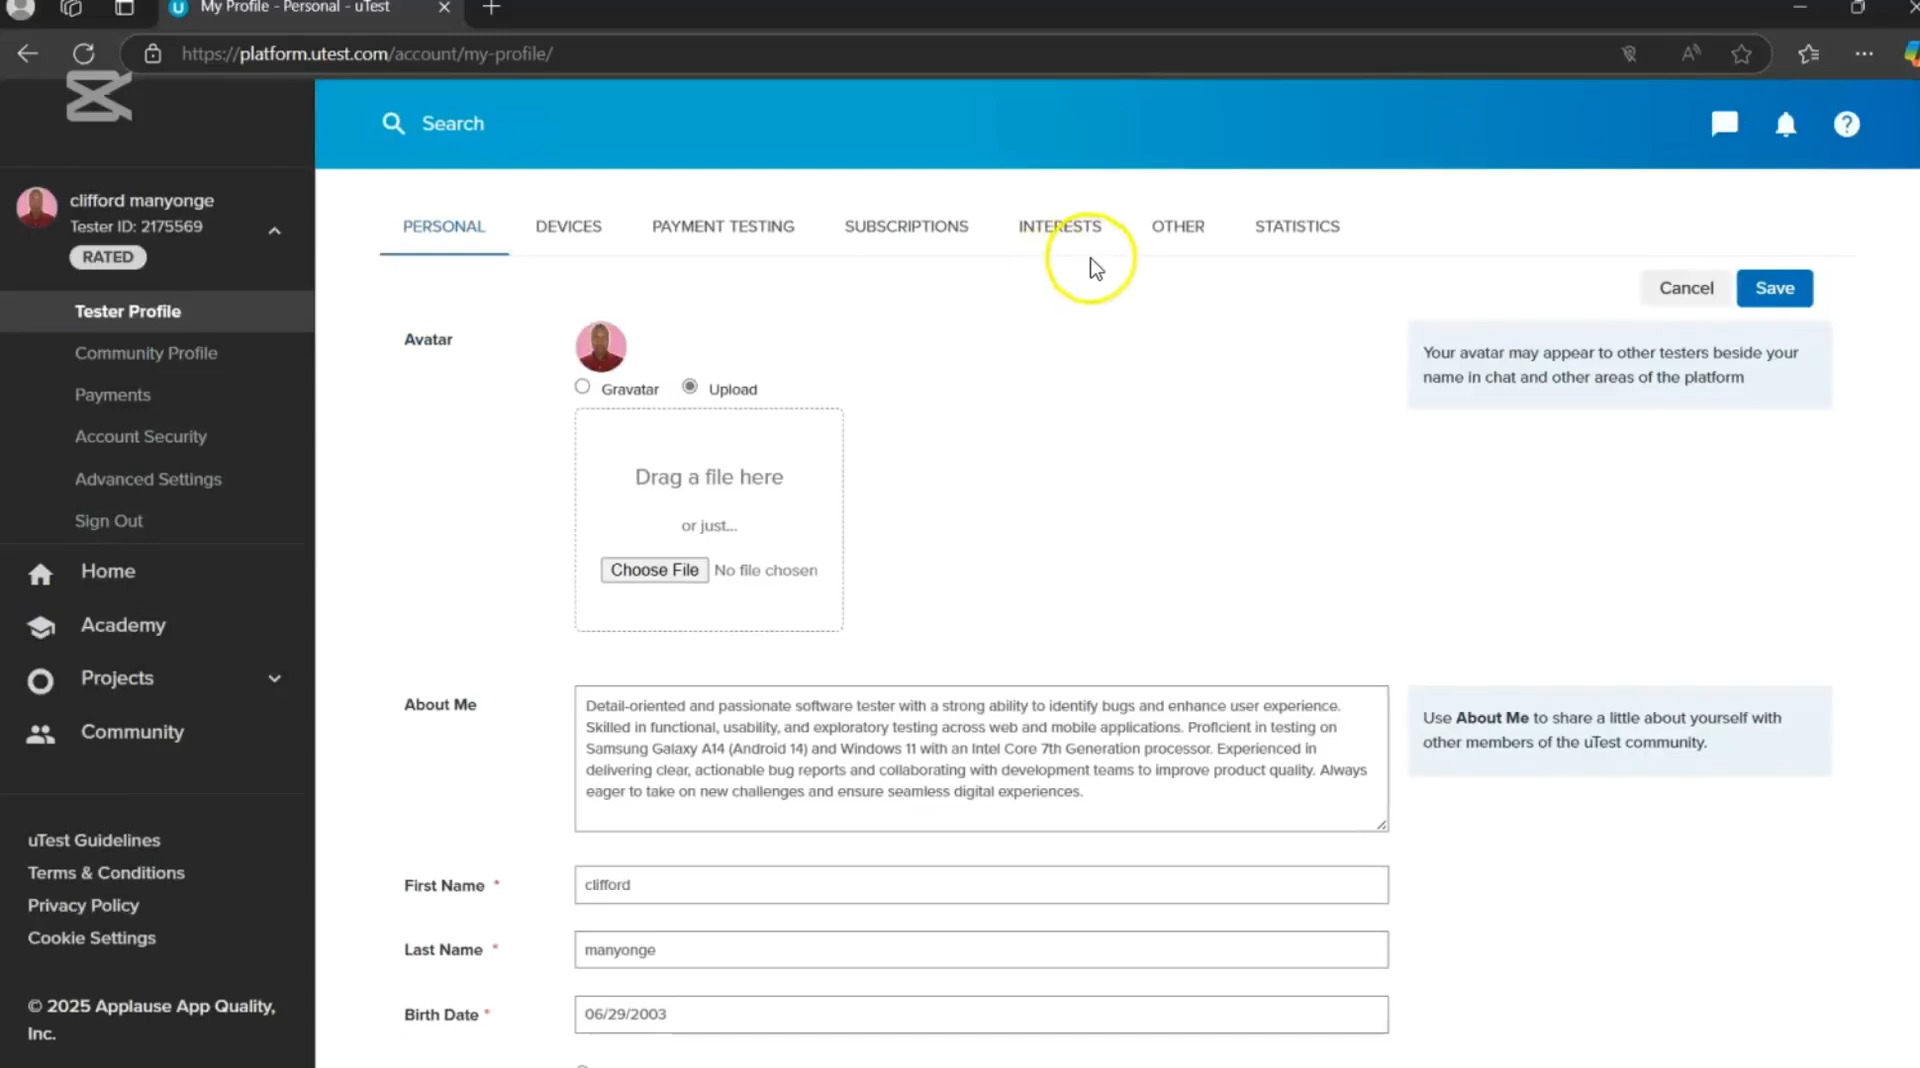 My Profile - Personal - uTest
https://platform.utest.com/account/my-profile/
Search
clifford manyonge
Tester ID: 2175569
RATED
Tester Profile
Community Profile
Payments
Account Security
Advanced Settings
Sign Out
Home
Academy
Projects
Community
uTest Guidelines
Terms & Conditions
Privacy Policy
Cookie Settings
© 2025 Applause App Quality,
Inc.
PERSONAL DEVICES PAYMENT TESTING SUBSCRIPTIONS INTERESTS OTHER STATISTICS
Cancel Save
Avatar
Gravatar Upload
Drag a file here
or just...
Choose File No file chosen
Your avatar may appear to other testers beside your
name in chat and other areas of the platform
About Me
Detail-oriented and passionate software tester with a strong ability to identify bugs and enhance user experience.
Skilled in functional, usability, and exploratory testing across web and mobile applications. Proficient in testing on
Samsung Galaxy A14 (Android 14) and Windows 11 with an Intel Core 7th Generation processor. Experienced in
delivering clear, actionable bug reports and collaborating with development teams to improve product quality. Always
eager to take on new challenges and ensure seamless digital experiences.
Use About Me to share a little about yourself with
other members of the uTest community.
First Name *
clifford
Last Name *
manyonge
Birth Date *
06/29/2003